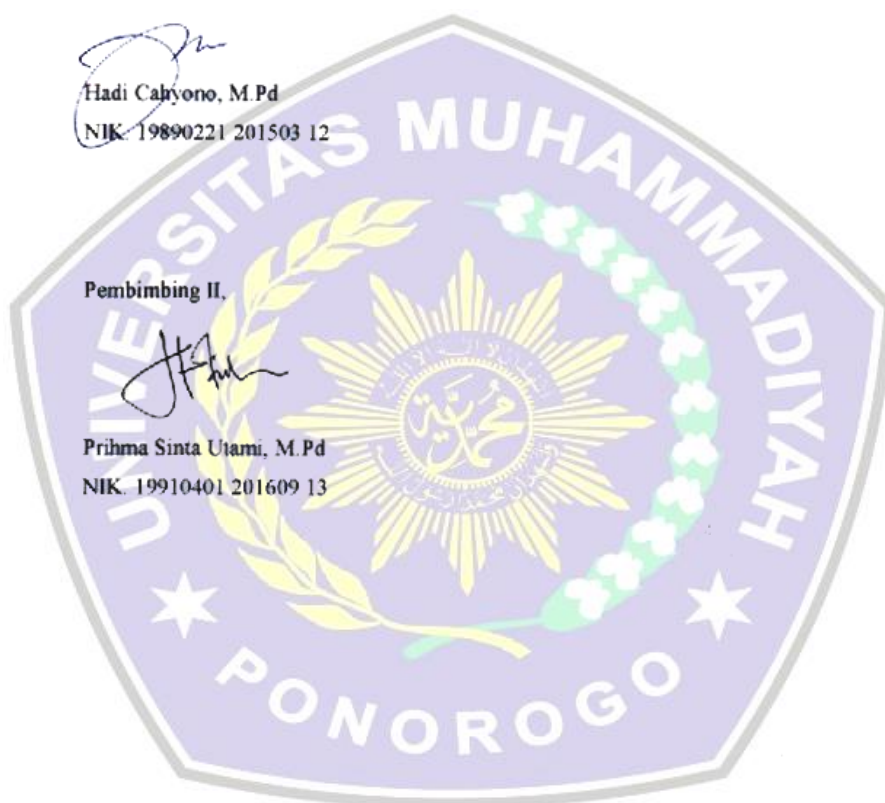 Hadi Cahyono, M.Pd
NIK. 19890221 201503 12
Pembimbing II,
Prihma Sinta Utami, M.Pd
NIK. 19910401 201609 13
UNIVERSITAS MUHAMMADIYAH
PONOROGO
محمدية